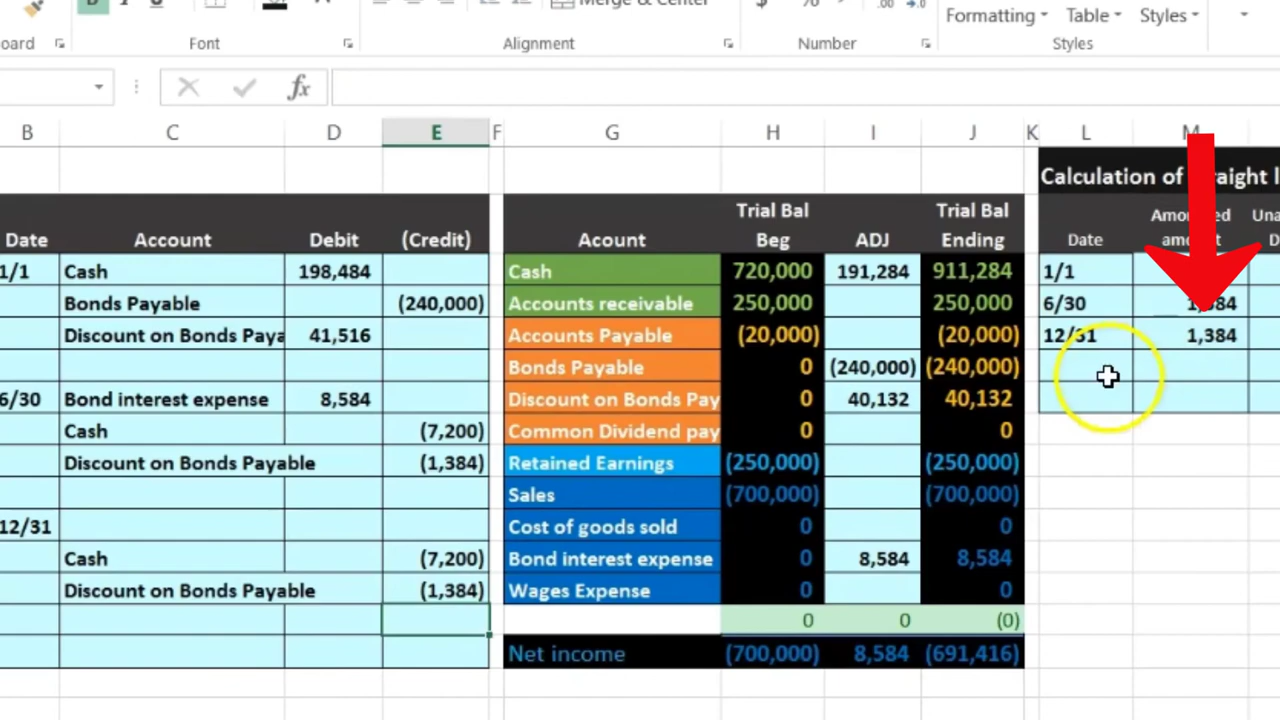 Merge & Center
$ %
oard
Font
Alignment
Number
Formatting Table Styles
Styles
fx
B C D E F G H I J K L M
Calculation of
aight l
Date Account Debit (Credit)
1/1 Cash 198,484
Bonds Payable (240,000)
Discount on Bonds Paya 41,516
6/30 Bond interest expense 8,584
Cash (7,200)
Discount on Bonds Payable (1,384)
12/31
Cash (7,200)
Discount on Bonds Payable (1,384)
Acount Trial Bal Beg ADJ Trial Bal Ending
Cash 720,000 191,284 911,284
Accounts receivable 250,000 250,000
Accounts Payable (20,000) (20,000)
Bonds Payable 0 (240,000) (240,000)
Discount on Bonds Pay 0 40,132 40,132
Common Dividend pay 0 0
Retained Earnings (250,000) (250,000)
Sales (700,000) (700,000)
Cost of goods sold 0 0
Bond interest expense 0 8,584 8,584
Wages Expense 0 0
0 0 (0)
Net income (700,000) 8,584 (691,416)
Date
1/1
6/30
12/31 1,384